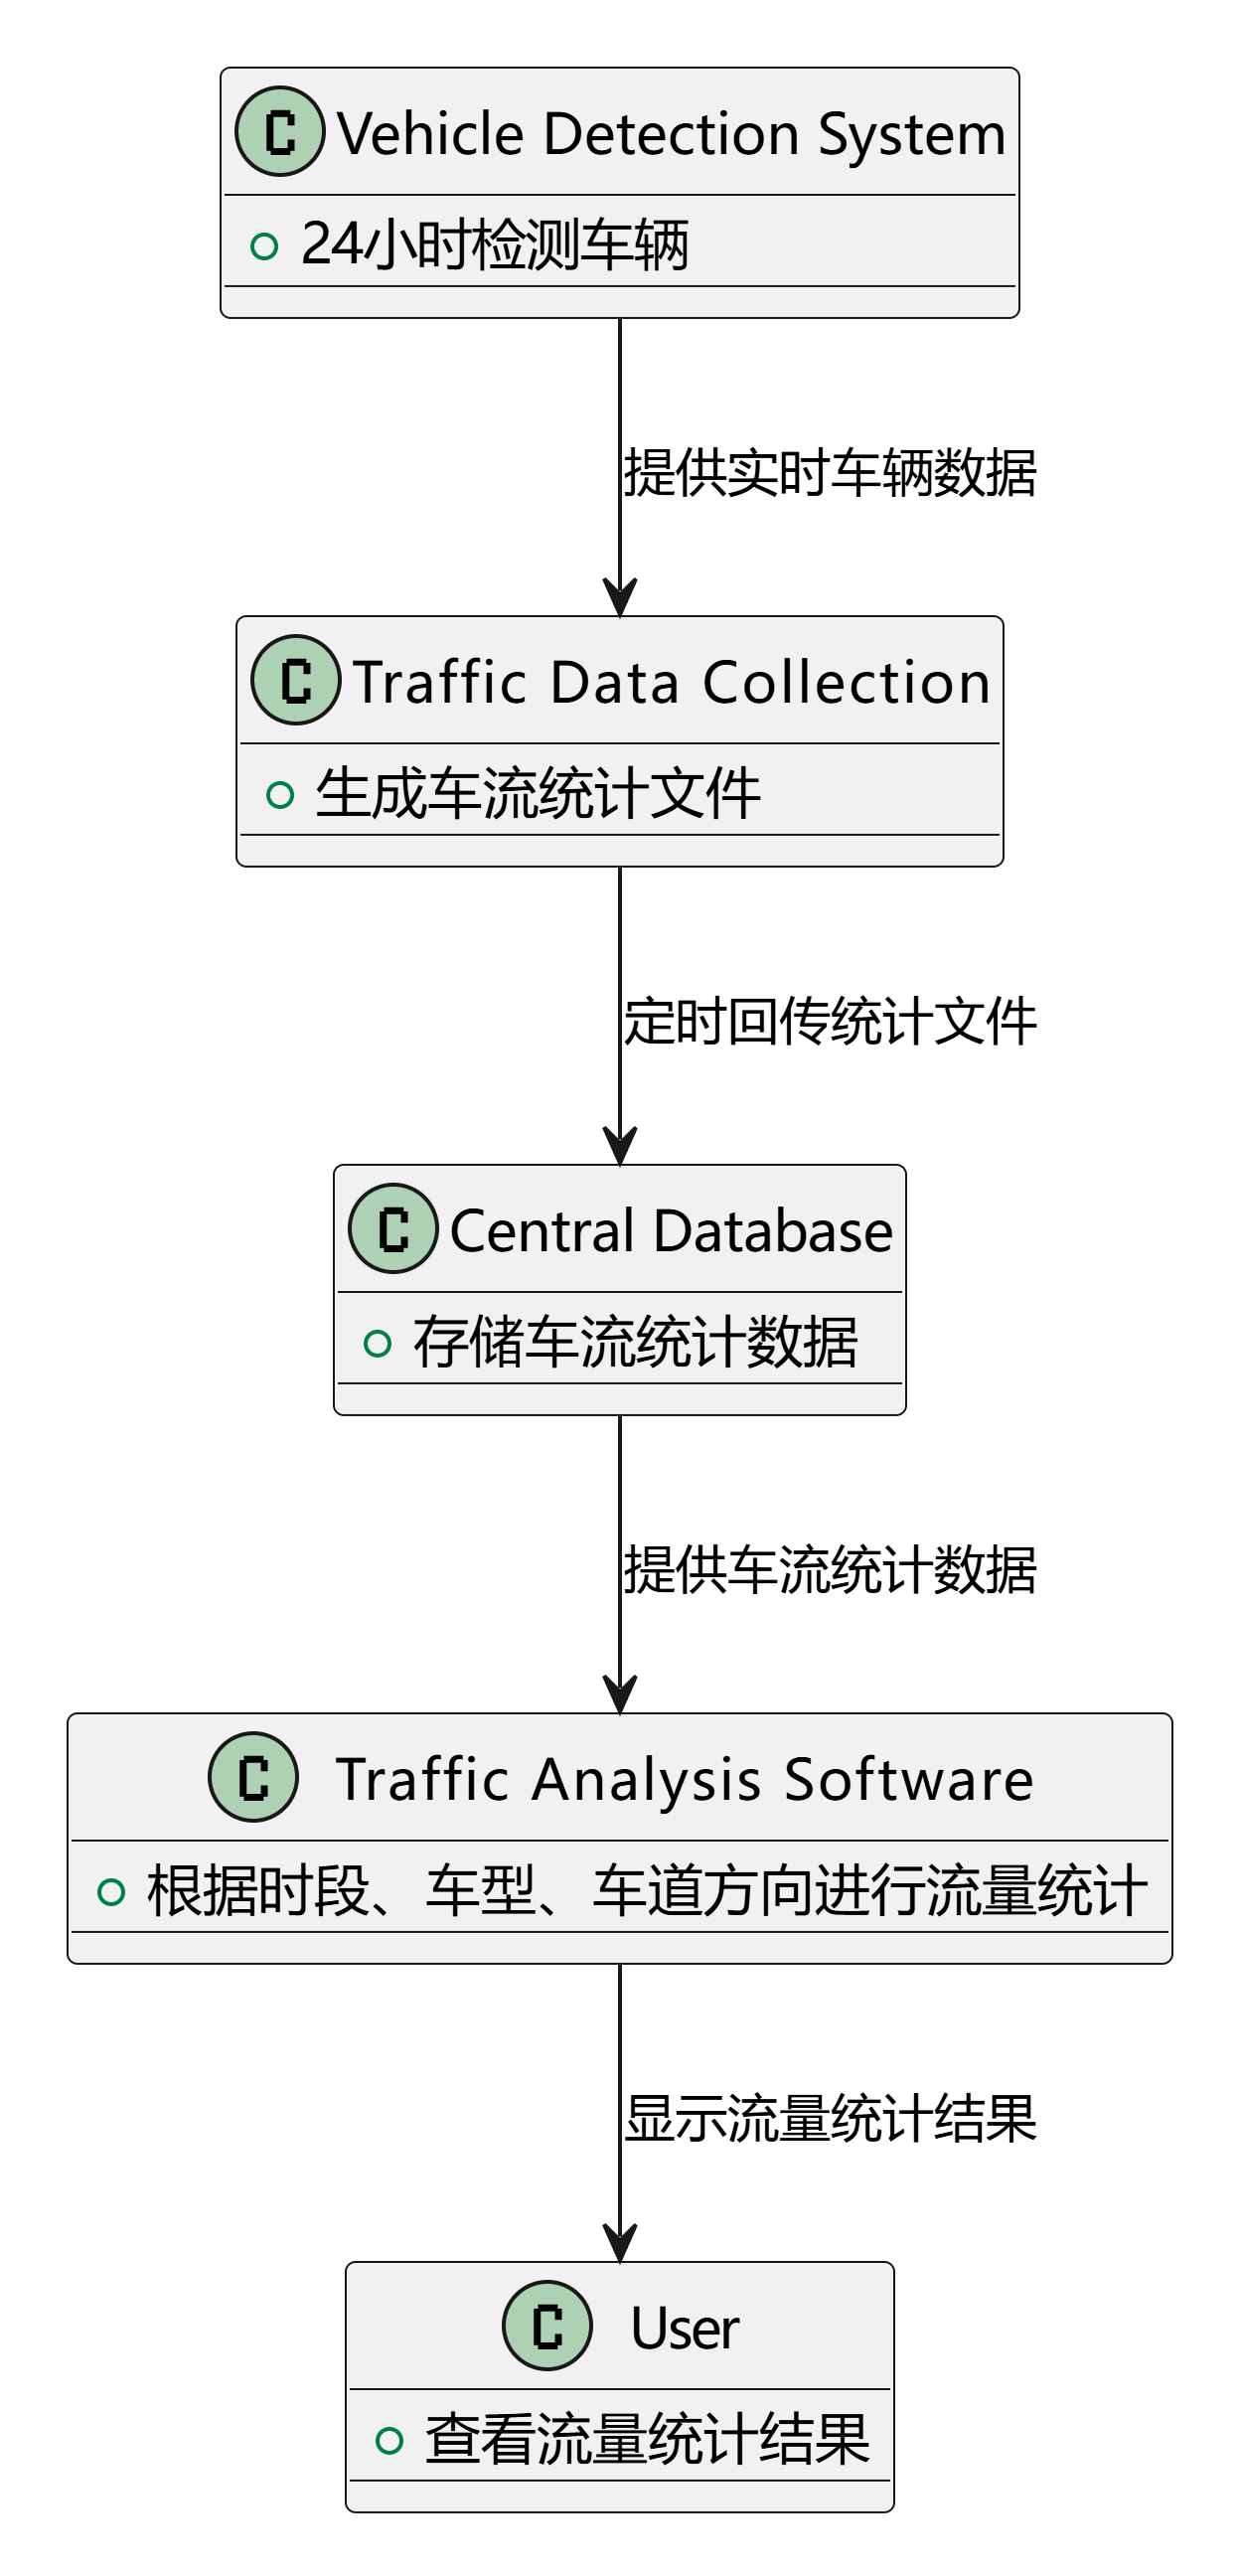 C Vehicle Detection System
24小时检测车辆
提供实时车辆数据
C Traffic Data Collection
生成车流统计文件
定时回传统计文件
C Central Database
存储车流统计数据
提供车流统计数据
C Traffic Analysis Software
根据时段、车型、车道方向进行流量统计
显示流量统计结果
C User
查看流量统计结果